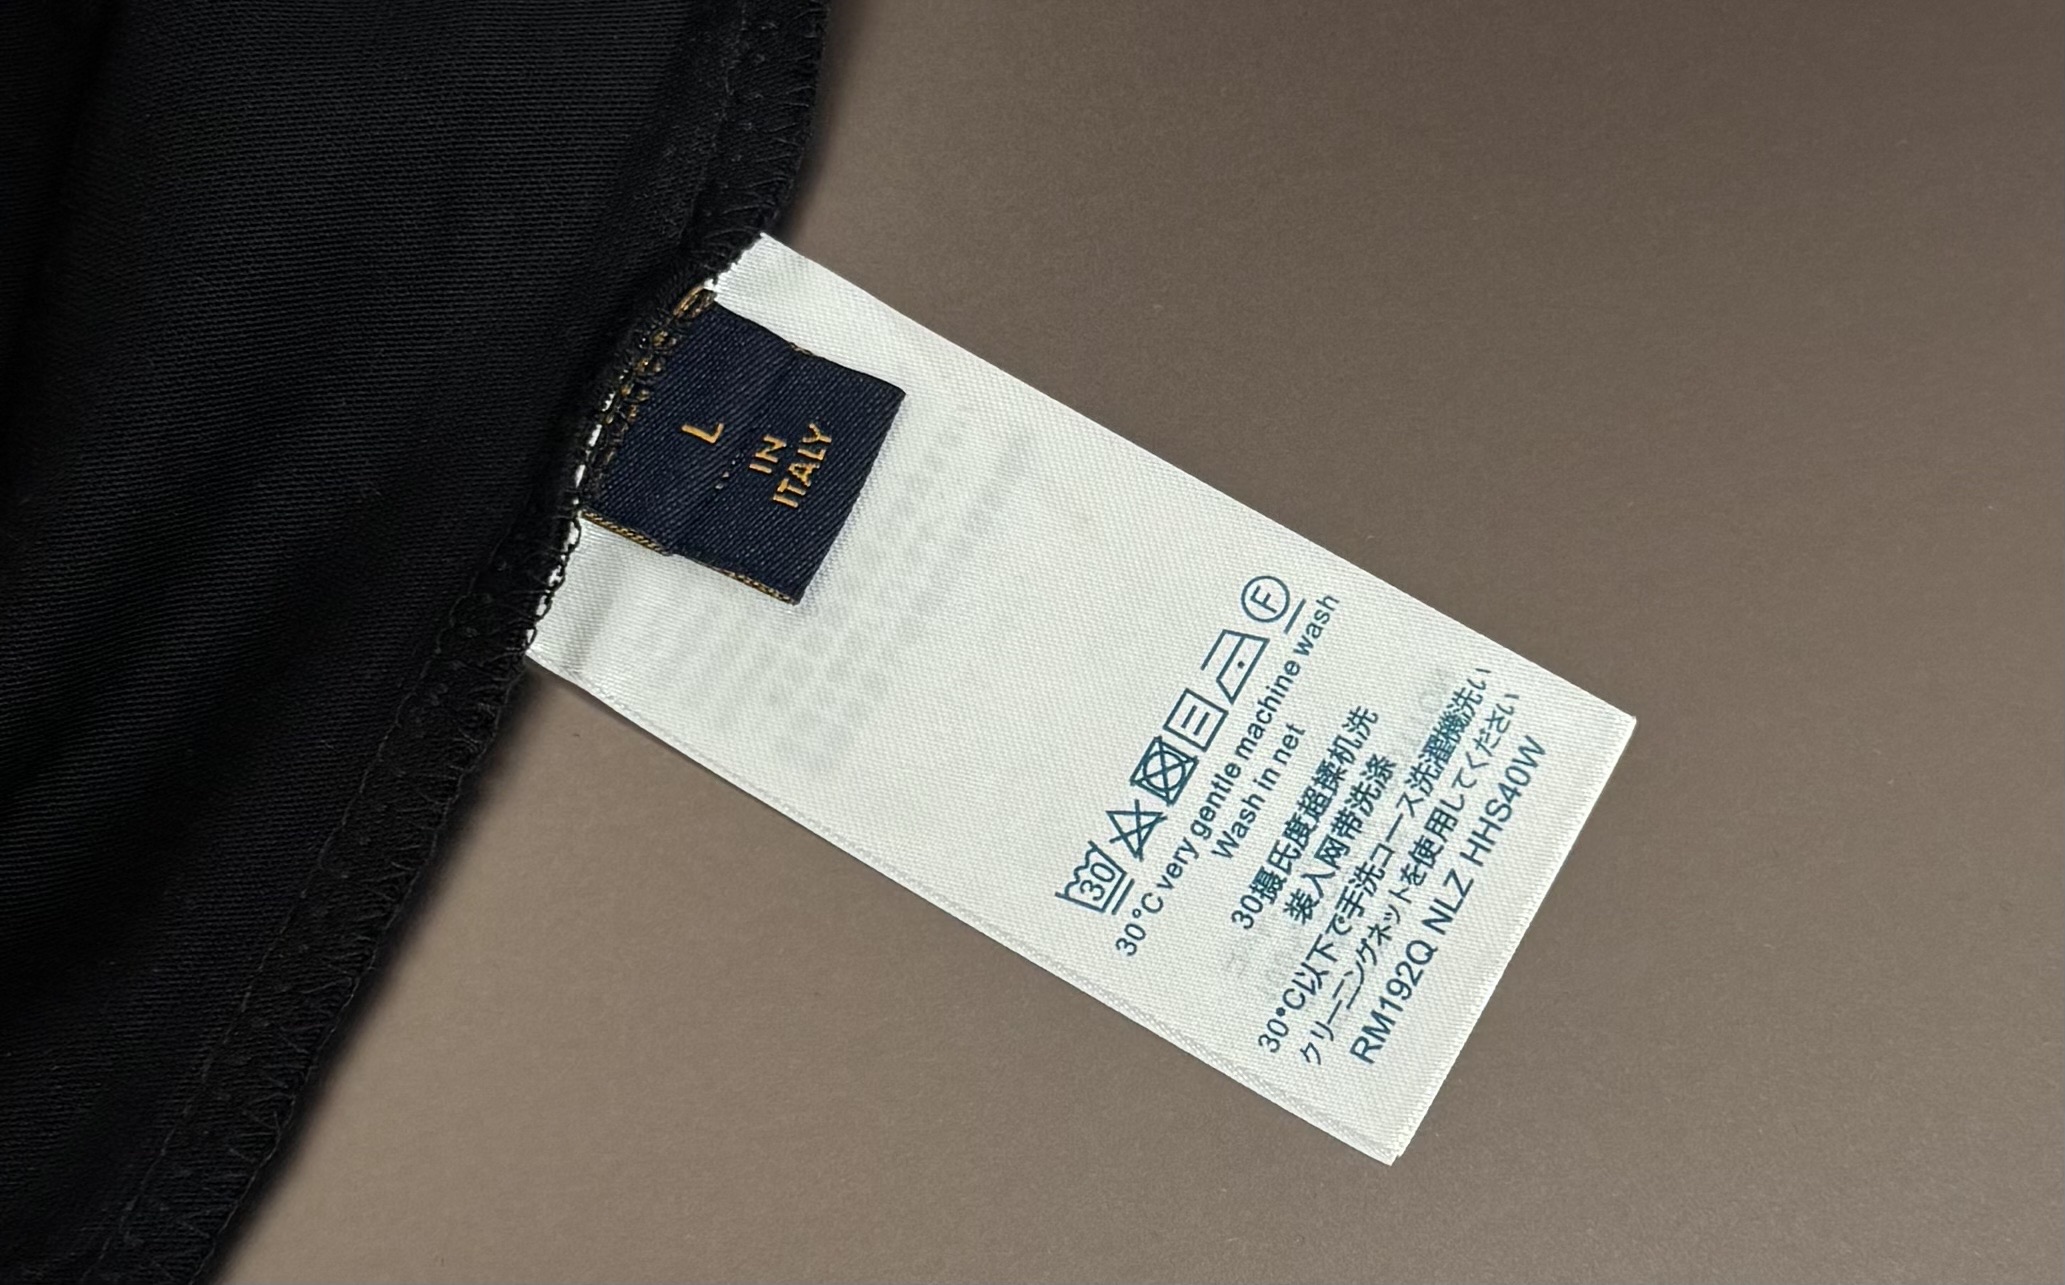 L
IN
ITALY
30
F
30°C very gentle machine wash
Wash in net
30摄氏度超揉机洗
装入网带洗涤
30°C以下で手洗コース洗濯機洗い
クリーニングネットを使用してください
RM192Q NLZ HHS40W